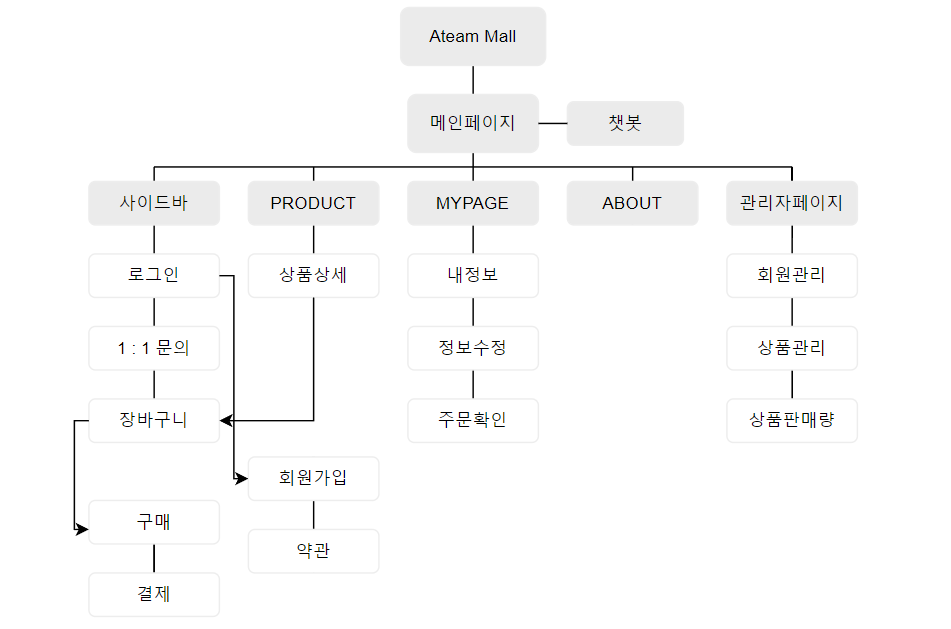 Ateam Mall
메인페이지
챗봇
사이드바
PRODUCT
MYPAGE
ABOUT
관리자페이지
로그인
상품상세
내정보
회원관리
1 : 1 문의
정보수정
상품관리
장바구니
주문확인
상품판매량
회원가입
구매
약관
결제